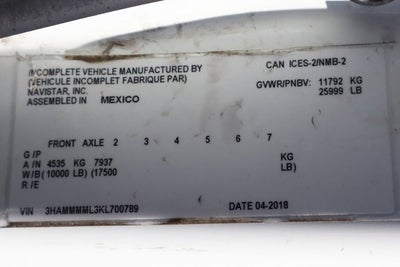 INCOMPLETE VEHICLE MANUFACTURED BY
(VEHICULE INCOMPLET FABRIQUE PAR)
NAVISTAR, INC.
ASSEMBLED IN MEXICO
CAN ICES-2/NMB-2
GVWR/PNBV: 11792 KG
25999 LB
FRONT AXLE 2 3 4 5 6 7
G/P
A/N 4535 KG 7937 KG
W/B (10000 LB) (17500 LB)
R/E
VIN 3HAMMMML3KL700789 DATE 04-2018